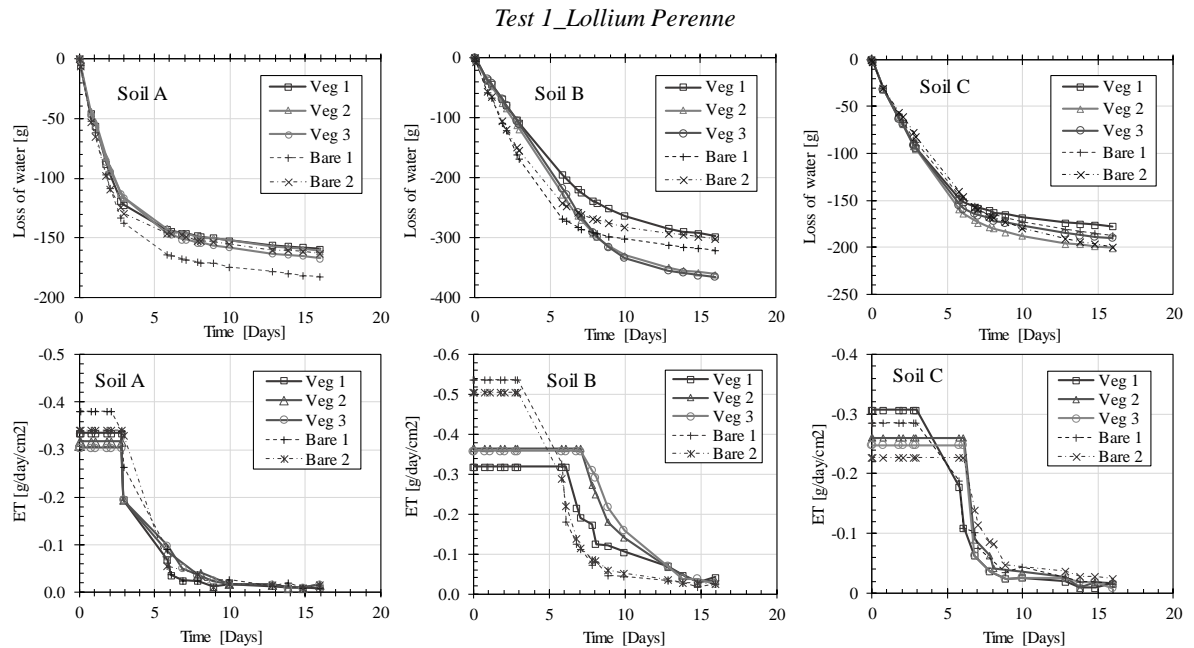 Test 1_Lollium Perenne
0
-50
-100
-150
-200
Loss of water [g]
Soil A
Veg 1
Veg 2
Veg 3
Bare 1
Bare 2
0 5 10 15 20
Time [Days]
0
-100
-200
-300
-400
Loss of water [g]
Soil B
Veg 1
Veg 2
Veg 3
Bare 1
Bare 2
0 5 10 15 20
Time [Days]
0
-50
-100
-150
-200
-250
Loss of water [g]
Soil C
Veg 1
Veg 2
Veg 3
Bare 1
Bare 2
0 5 10 15 20
Time [Days]
-0.5
-0.4
-0.3
-0.2
-0.1
0.0
ET [g/day/cm2]
Soil A
Veg 1
Veg 2
Veg 3
Bare 1
Bare 2
0 5 10 15 20
Time [Days]
-0.6
-0.5
-0.4
-0.3
-0.2
-0.1
0.0
ET [g/day/cm2]
Soil B
Veg 1
Veg 2
Veg 3
Bare 1
Bare 2
0 5 10 15 20
Time [Days]
-0.4
-0.3
-0.2
-0.1
0
ET [g/day/cm2]
Soil C
Veg 1
Veg 2
Veg 3
Bare 1
Bare 2
0 5 10 15 20
Time [Days]